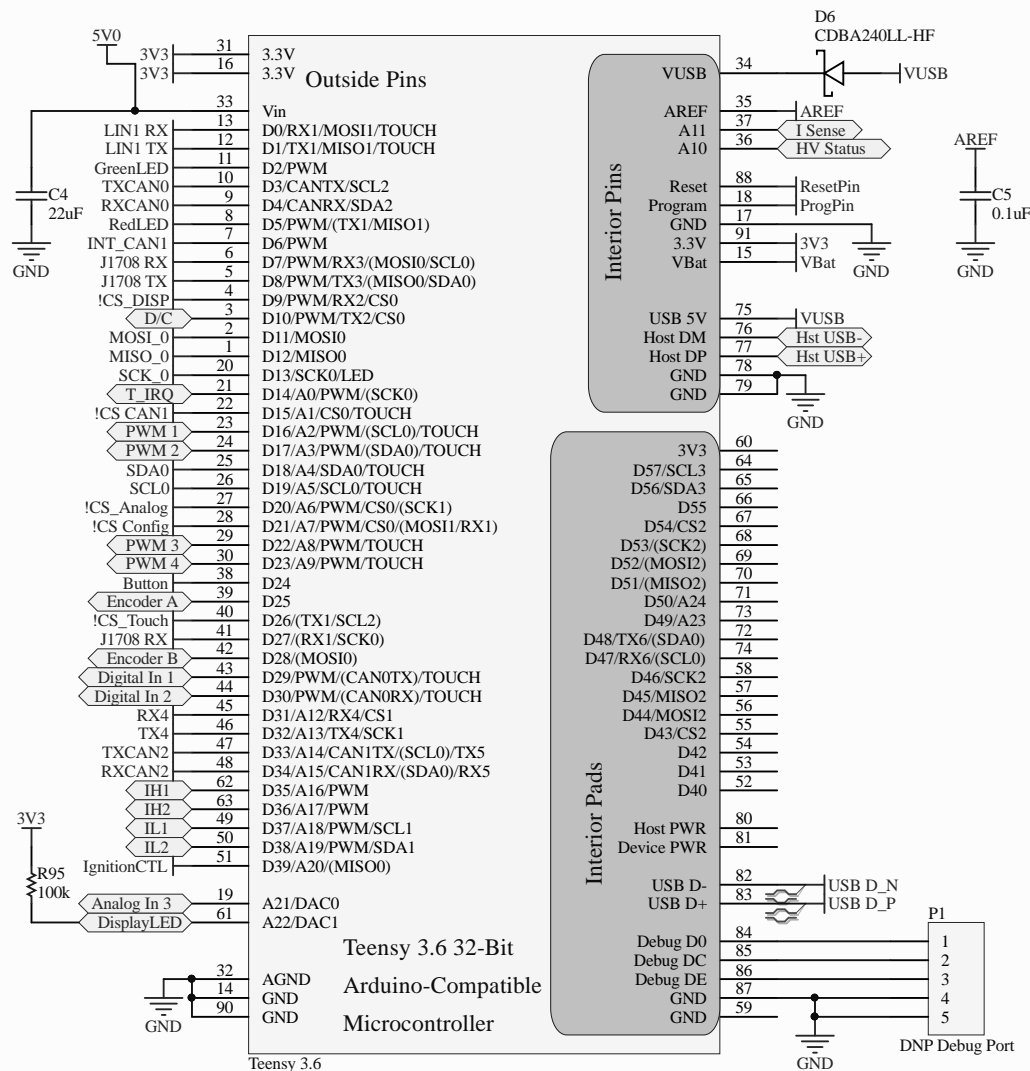 D6
CDBA240LL-HF
5V0
3V3 31 3.3V
3V3 16 3.3V
Outside Pins
33 Vin
LIN1 RX 13 D0/RX1/MOSI1/TOUCH
LIN1 TX 12 D1/TX1/MISO1/TOUCH
GreenLED 11 D2/PWM
TXCAN0 10 D3/CANTX/SCL2
RXCAN0 9 D4/CANRX/SDA2
RedLED 8 D5/PWM/(TX1/MISO1)
INT_CAN1 7 D6/PWM
J1708 RX 6 D7/PWM/RX3/(MOSI0/SCL0)
J1708 TX 5 D8/PWM/TX3/(MISO0/SDA0)
!CS_DISP 4 D9/PWM/RX2/CS0
D/C 3 D10/PWM/TX2/CS0
MOSI_0 2 D11/MOSI0
MISO_0 1 D12/MISO0
SCK_0 20 D13/SCK0/LED
T_IRQ 21 D14/A0/PWM/(SCK0)
!CS CAN1 22 D15/A1/CS0/TOUCH
PWM 1 23 D16/A2/PWM/(SCL0)/TOUCH
PWM 2 24 D17/A3/PWM/(SDA0)/TOUCH
SDA0 25 D18/A4/SDA0/TOUCH
SCL0 26 D19/A5/SCL0/TOUCH
!CS_Analog 27 D20/A6/PWM/CS0/(SCK1)
!CS Config 28 D21/A7/PWM/CS0/(MOSI1/RX1)
PWM 3 29 D22/A8/PWM/TOUCH
PWM 4 30 D23/A9/PWM/TOUCH
Button 38 D24
Encoder A 39 D25
!CS_Touch 40 D26/(TX1/SCL2)
J1708 RX 41 D27/(RX1/SCK0)
Encoder B 42 D28/(MOSI0)
Digital In 1 43 D29/PWM/(CAN0TX)/TOUCH
Digital In 2 44 D30/PWM/(CAN0RX)/TOUCH
RX4 45 D31/A12/RX4/CS1
TX4 46 D32/A13/TX4/SCK1
TXCAN2 47 D33/A14/CAN1TX/(SCL0)/TX5
RXCAN2 48 D34/A15/CAN1RX/(SDA0)/RX5
IH1 62 D35/A16/PWM
IH2 63 D36/A17/PWM
IL1 49 D37/A18/PWM/SCL1
IL2 50 D38/A19/PWM/SDA1
IgnitionCTL 51 D39/A20/(MISO0)
Analog In 3 19 A21/DAC0
DisplayLED 61 A22/DAC1
32 AGND
14 GND
90 GND
GND
C4
22uF
GND
3V3
R95
100k
Teensy 3.6 32-Bit
Arduino-Compatible
Microcontroller
Teensy 3.6
Interior Pins
VUSB 34 VUSB
AREF 35 AREF
A11 37 I Sense
A10 36 HV Status
Reset 88 ResetPin
Program 18 ProgPin
GND 17
3.3V 91 3V3
VBat 15 VBat
GND
USB 5V 75 VUSB
Host DM 76 Hst USB-
Host DP 77 Hst USB+
GND 78
GND 79
GND
AREF
C5
0.1uF
GND
Interior Pads
3V3 60
D57/SCL3 64
D56/SDA3 65
D55 66
D54/CS2 67
D53/(SCK2) 68
D52/(MOSI2) 69
D51/(MISO2) 70
D50/A24 71
D49/A23 73
D48/TX6/(SDA0) 72
D47/RX6/(SCL0) 74
D46/SCK2 58
D45/MISO2 57
D44/MOSI2 56
D43/CS2 55
D42 54
D41 53
D40 52
Host PWR 80
Device PWR 81
USB D- 82 USB D_N
USB D+ 83 USB D_P
Debug D0 84
Debug DC 85
Debug DE 86
GND 87
GND 59
GND
P1
1
2
3
4
5
DNP Debug Port